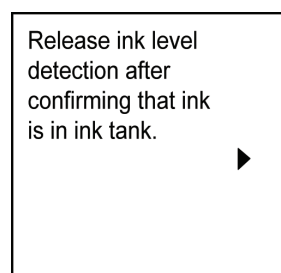 Release ink level
detection after
confirming that ink
is in ink tank.